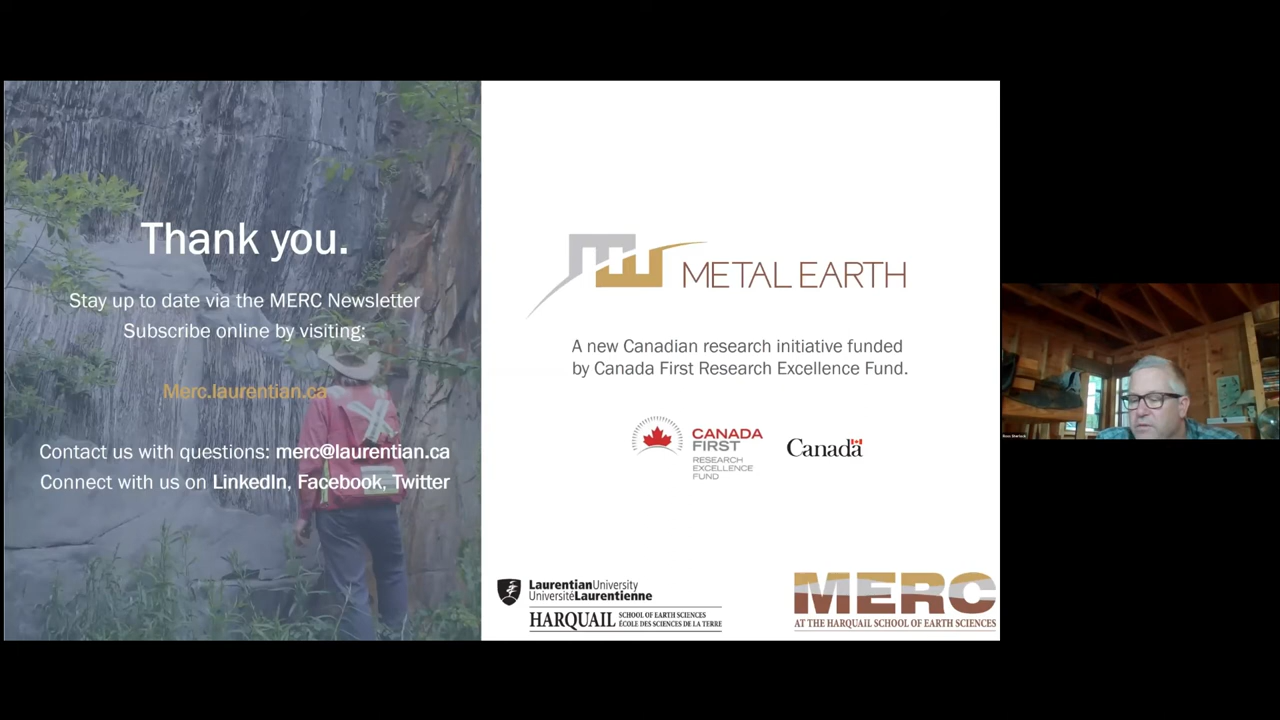 Thank you.
Stay up to date via the MERC Newsletter
Subscribe online by visiting:
Merc.laurentian.ca
Contact us with questions: merc@laurentian.ca
Connect with us on LinkedIn, Facebook, Twitter
METAL EARTH
A new Canadian research initiative funded
by Canada First Research Excellence Fund.
CANADA
FIRST
RESEARCH
EXCELLENCE
FUND
Canada
LaurentianUniversity
UniversitéLaurentienne
HARQUAIL
SCHOOL OF EARTH SCIENCES
ÉCOLE DES SCIENCES DE LA TERRE
MERC
AT THE HARQUAIL SCHOOL OF EARTH SCIENCES